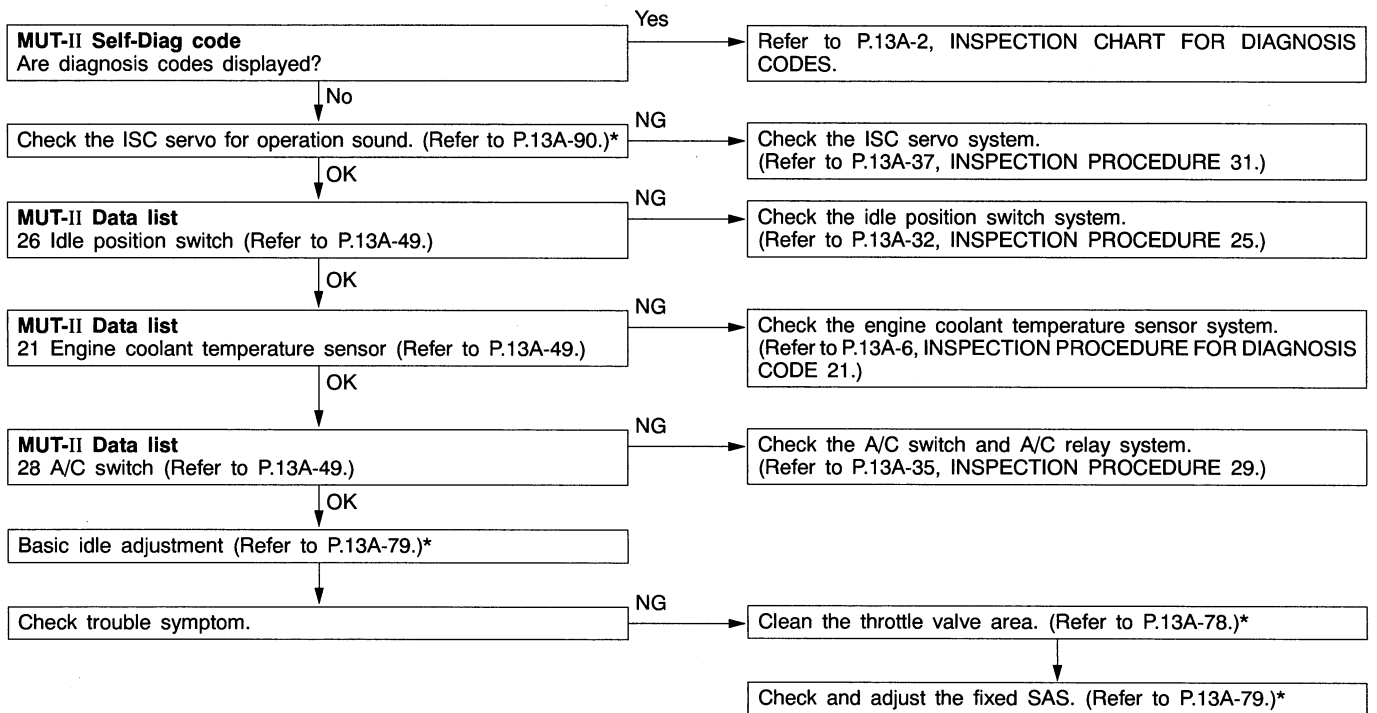 MUT-II Self-Diag code
Are diagnosis codes displayed?
Yes
Refer to P.13A-2, INSPECTION CHART FOR DIAGNOSIS
CODES.
No
Check the ISC servo for operation sound. (Refer to P.13A-90.)*
NG
Check the ISC servo system.
(Refer to P.13A-37, INSPECTION PROCEDURE 31.)
OK
MUT-II Data list
26 Idle position switch (Refer to P.13A-49.)
NG
Check the idle position switch system.
(Refer to P.13A-32, INSPECTION PROCEDURE 25.)
OK
MUT-II Data list
21 Engine coolant temperature sensor (Refer to P.13A-49.)
NG
Check the engine coolant temperature sensor system.
(Refer to P.13A-6, INSPECTION PROCEDURE FOR DIAGNOSIS
CODE 21.)
OK
MUT-II Data list
28 A/C switch (Refer to P.13A-49.)
NG
Check the A/C switch and A/C relay system.
(Refer to P.13A-35, INSPECTION PROCEDURE 29.)
OK
Basic idle adjustment (Refer to P.13A-79.)*
Check trouble symptom.
NG
Clean the throttle valve area. (Refer to P.13A-78.)*
Check and adjust the fixed SAS. (Refer to P.13A-79.)*